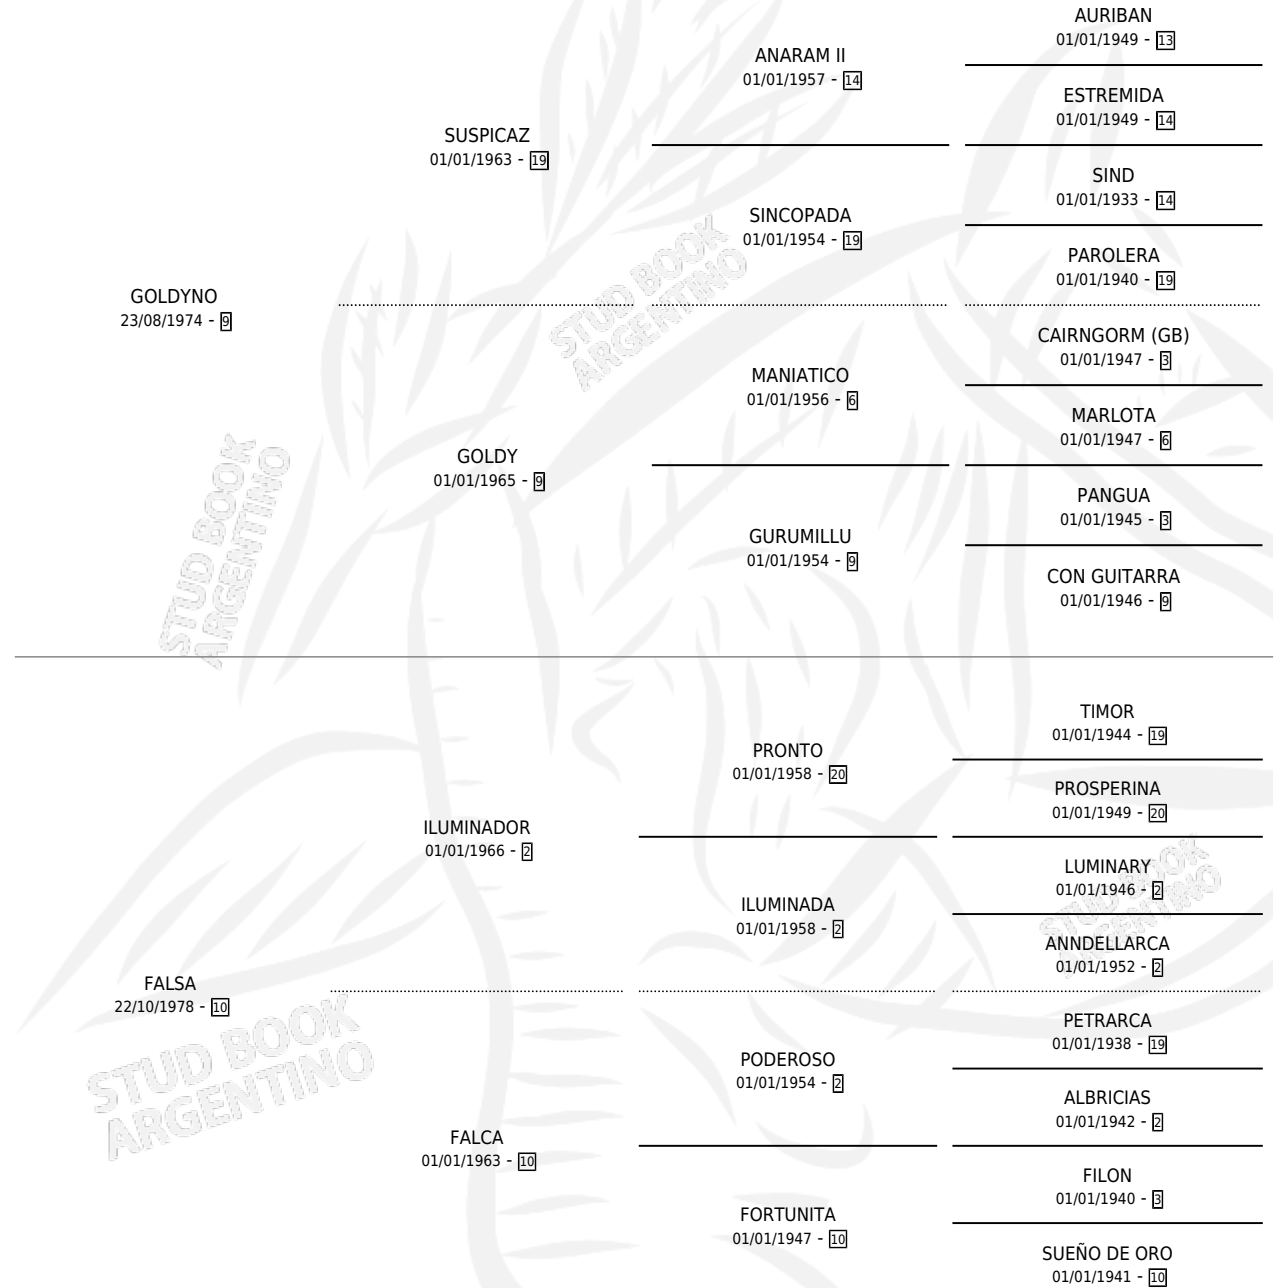 AURIBAN
01/01/1949 - 13
ANARAM II
01/01/1957 - 14
ESTREMIDA
01/01/1949 - 14
SUSPICAZ
01/01/1963 - 19
SIND
01/01/1933 - 14
SINCOPADA
01/01/1954 - 19
PAROLERA
01/01/1940 - 19
GOLDYNO
23/08/1974 - 9
CAIRNGORM (GB)
01/01/1947 - 3
MANIATICO
01/01/1956 - 6
MARLOTA
01/01/1947 - 6
GOLDY
01/01/1965 - 9
PANGUA
01/01/1945 - 3
GURUMILLU
01/01/1954 - 9
CON GUITARRA
01/01/1946 - 9
STUD BOOK
ARGENTINO
STUD BOOK
ARGENTINO
TIMOR
01/01/1944 - 19
PRONTO
01/01/1958 - 20
PROSPERINA
01/01/1949 - 20
ILUMINADOR
01/01/1966 - 2
LUMINARY
01/01/1946 - 2
ILUMINADA
01/01/1958 - 2
ANNDELLARCA
01/01/1952 - 2
FALSA
22/10/1978 - 10
PETRARCA
01/01/1938 - 19
PODEROSO
01/01/1954 - 2
ALBRICIAS
01/01/1942 - 2
FALCA
01/01/1963 - 10
FILON
01/01/1940 - 3
FORTUNITA
01/01/1947 - 10
SUEÑO DE ORO
01/01/1941 - 10
STUD BOOK
ARGENTINO
STUD BOOK
ARGENTINO